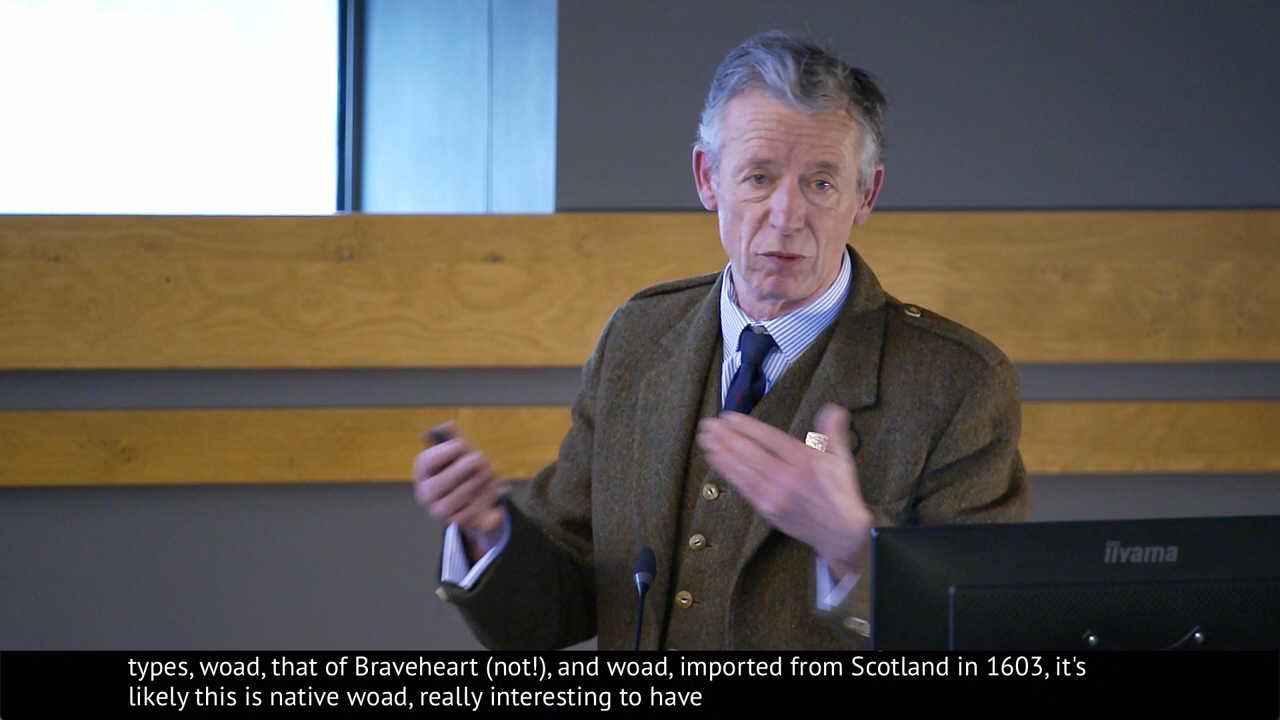 iiyama
types, woad, that of Braveheart (not!), and woad, imported from Scotland in 1603, it's
likely this is native woad, really interesting to have